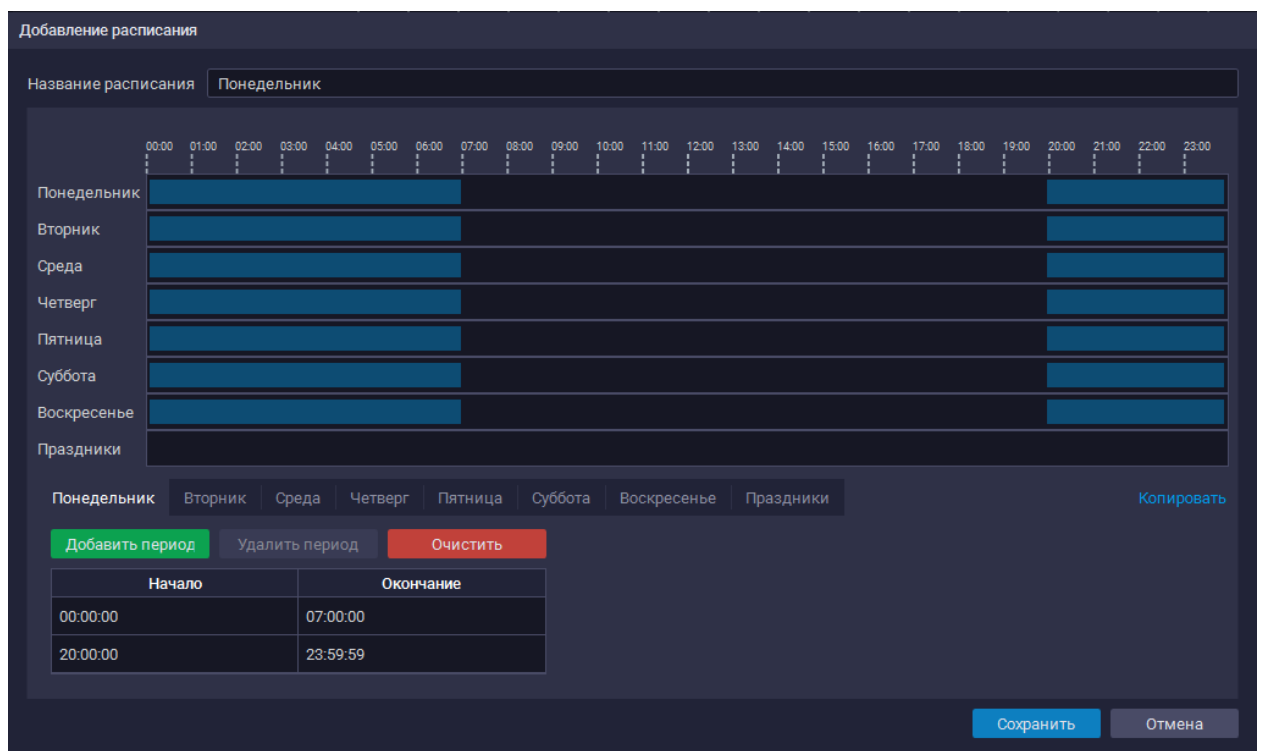 Добавление расписания
Название расписания Понедельник
00:00 01:00 02:00 03:00 04:00 05:00 06:00 07:00 08:00 09:00 10:00 11:00 12:00 13:00 14:00 15:00 16:00 17:00 18:00 19:00 20:00 21:00 22:00 23:00
Понедельник
Вторник
Среда
Четверг
Пятница
Суббота
Воскресенье
Праздники
Понедельник Вторник Среда Четверг Пятница Суббота Воскресенье Праздники Копировать
Добавить период Удалить период Очистить
Начало Окончание
00:00:00 07:00:00
20:00:00 23:59:59
Сохранить Отмена